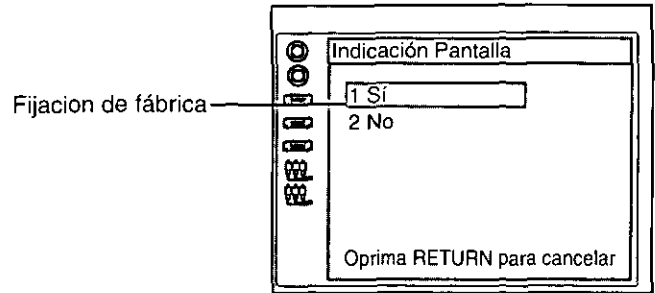 Indicación Pantalla
Fijacion de fábrica
1 Sí
2 No
Oprima RETURN para cancelar